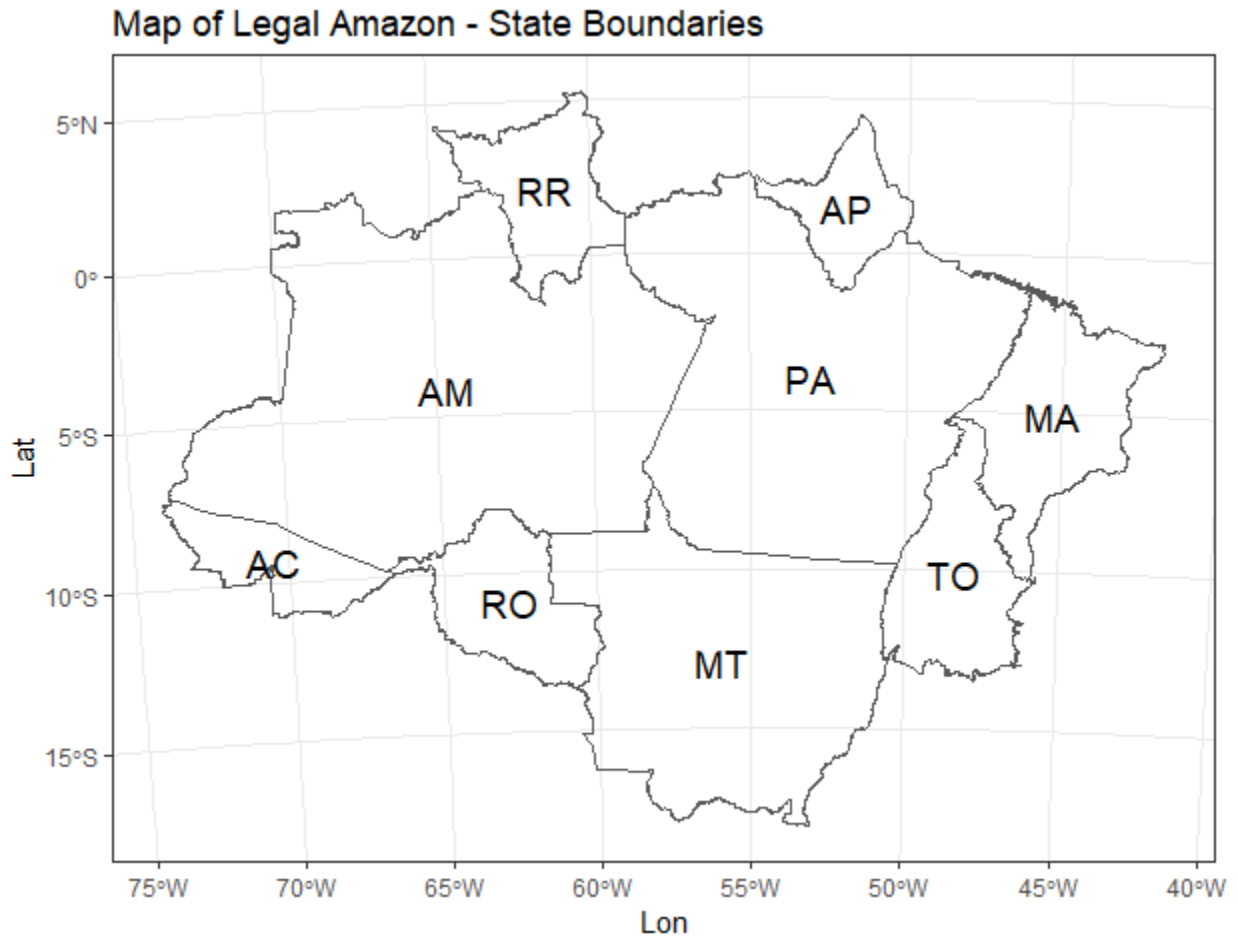 Map of Legal Amazon - State Boundaries
5°N
RR
AP
0°
AM
PA
MA
5°S
AC
TO
10°S
RO
MT
15°S
75°W 70°W 65°W 60°W 55°W 50°W 45°W 40°W
Lon
Lat